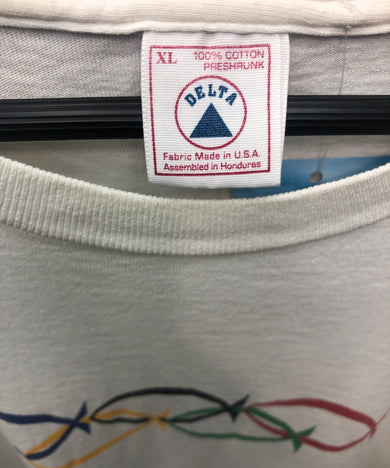 XL 100% COTTON
PRESHRUNK
DELTA
Fabric Made in U.S.A.
Assembled in Honduras